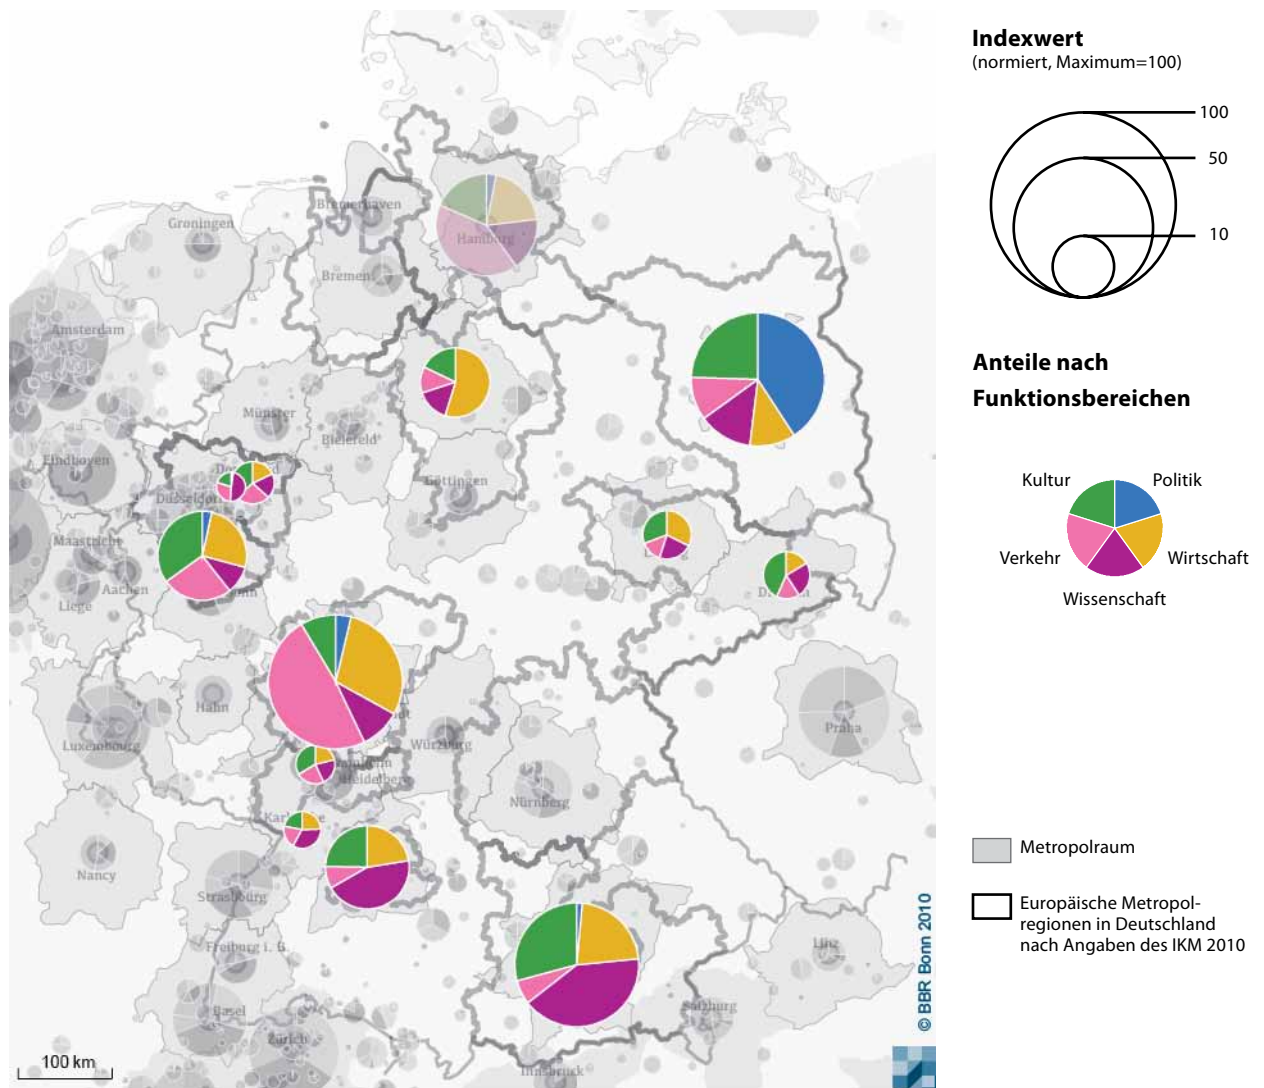 Indexwert
(normiert, Maximum=100)
100
50
10
Anteile nach
Funktionsbereichen
Kultur
Politik
Verkehr
Wirtschaft
Wissenschaft
Metropolraum
Europäische Metropol-
regionen in Deutschland
nach Angaben des IKM 2010
Bremerhaven
Groningen
Hamburg
Bremen
Amsterdam
Münster
Bielefeld
Eindhoven
Göttingen
Düsseldorf
Maastricht
Aachen
Liege
Hahn
Luxembourg
Würzburg
Praha
Heidelberg
Nürnberg
Nancy
Strasbourg
Freiburg i. B.
Linz
Basel
Salzburg
Zürich
Innsbruck
100 km
© BBR Bonn 2010